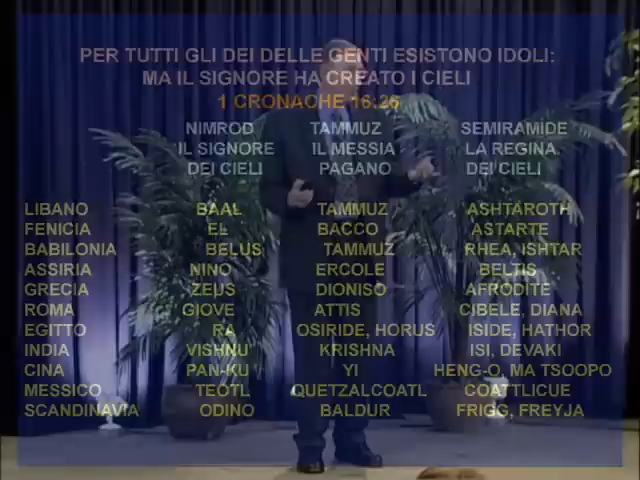 PER TUTTI GLI DEI DELLE GENTI ESISTONO IDOLI:
MA IL SIGNORE HA CREATO I CIELI
1 CRONACHE 16:26
NIMROD TAMMUZ SEMIRAMIDE
IL SIGNORE IL MESSIA LA REGINA
DEI CIELI PAGANO DEI CIELI
LIBANO BAAL TAMMUZ ASHTAROTH
FENICIA EL BACCO ASTARTE
BABILONIA BELUS TAMMUZ RHEA, ISHTAR
ASSIRIA NINO ERCOLE BELTIS
GRECIA ZEUS DIONISO AFRODITE
ROMA GIOVE ATTIS CIBELE, DIANA
EGITTO RA OSIRIDE, HORUS ISIDE, HATHOR
INDIA VISHNU' KRISHNA ISI, DEVAKI
CINA PAN-KU YI HENG-O, MA TSOOPO
MESSICO TEOTL QUETZALCOATL COATTLICUE
SCANDINAVIA ODINO BALDUR FRIGG, FREYJA